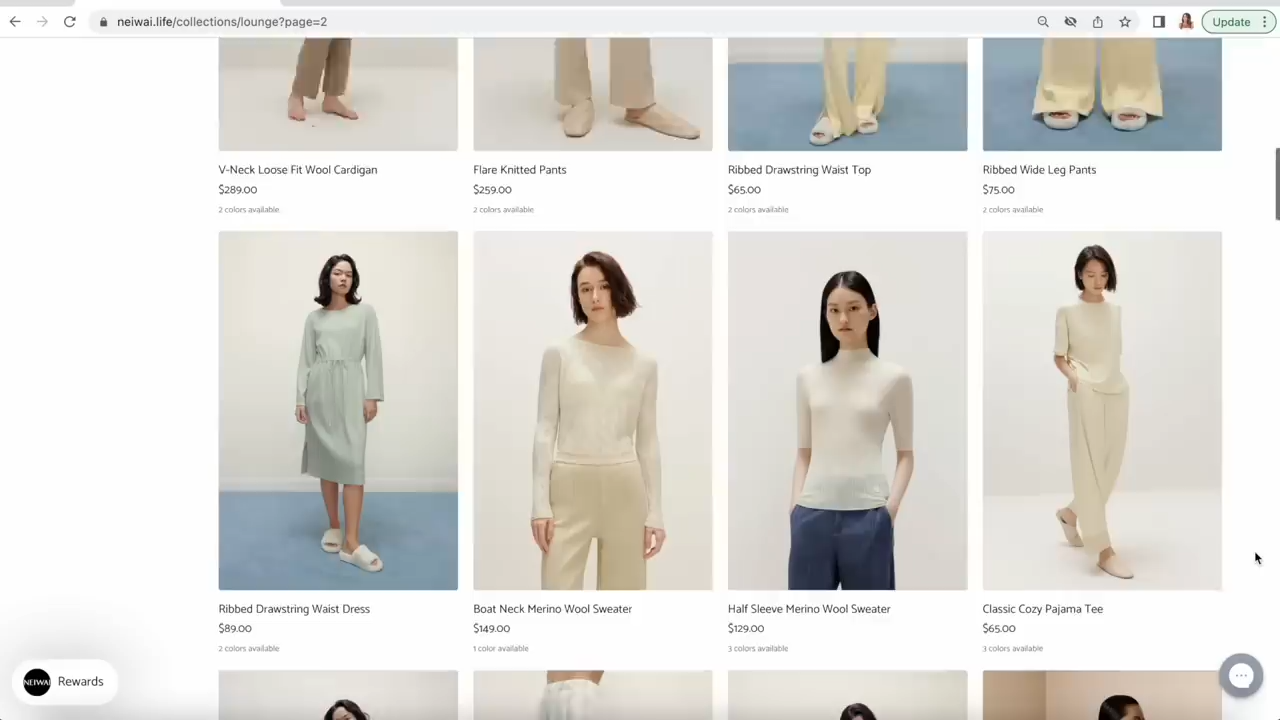 neiwai.life/collections/lounge?page=2
Update
V-Neck Loose Fit Wool Cardigan
$289.00
2 colors available
Flare Knitted Pants
$259.00
2 colors available
Ribbed Drawstring Waist Top
$65.00
2 colors available
Ribbed Wide Leg Pants
$75.00
2 colors available
Ribbed Drawstring Waist Dress
$89.00
2 colors available
Boat Neck Merino Wool Sweater
$149.00
1 color available
Half Sleeve Merino Wool Sweater
$129.00
3 colors available
Classic Cozy Pajama Tee
$65.00
3 colors available
NEIWAI
Rewards